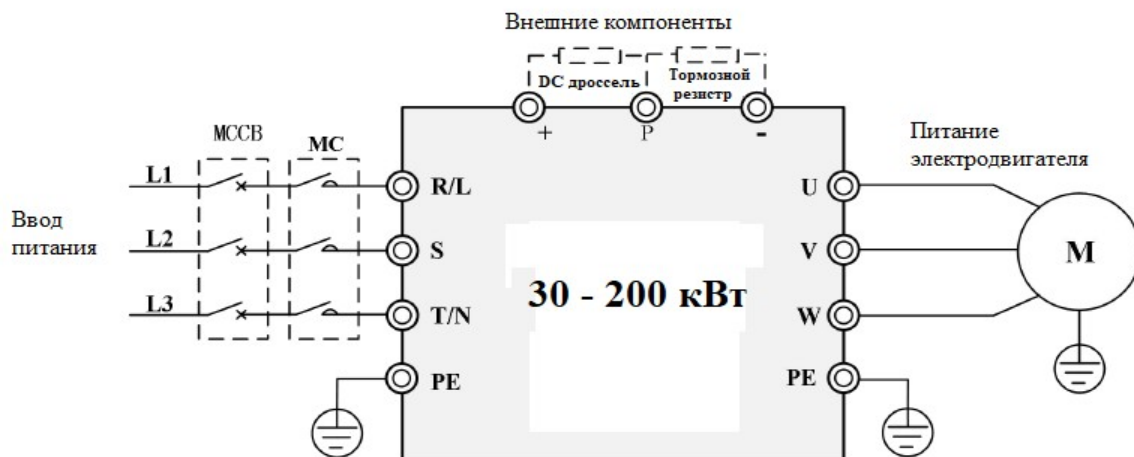 Внешние компоненты
DC дроссель
Тормозной
резистр
+
P
-
MCCB
MC
Питание
электродвигателя
L1
R/L
U
Ввод
питания
L2
S
V
M
30 - 200 кВт
L3
T/N
W
PE
PE